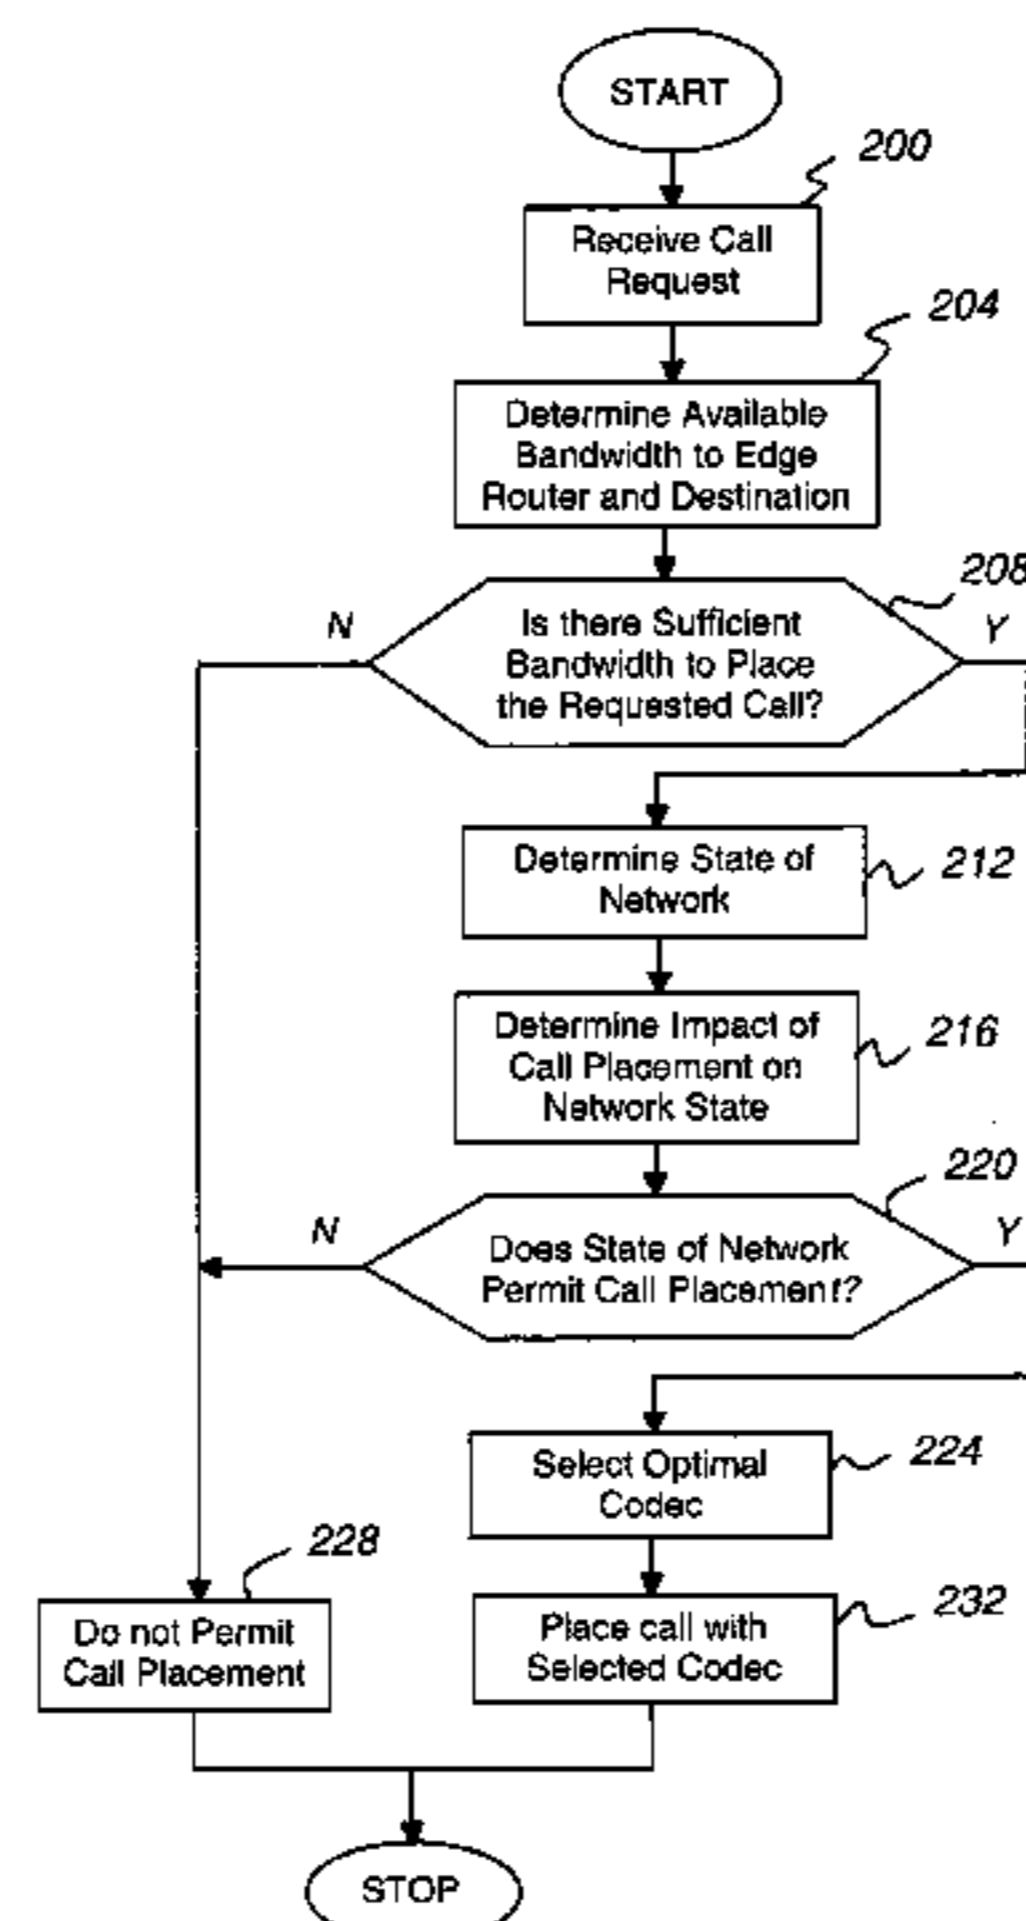 START
200
Receive Call
Request
204
Determine Available
Bandwidth to Edge
Router and Destination
208
N
Is there Sufficient
Bandwidth to Place
the Requested Call?
Y
Determine State of
Network
212
Determine Impact of
Call Placement on
Network State
216
220
N
Does State of Network
Permit Call Placement?
Y
Select Optimal
Codec
224
228
Do not Permit
Call Placement
Place call with
Selected Codec
232
STOP